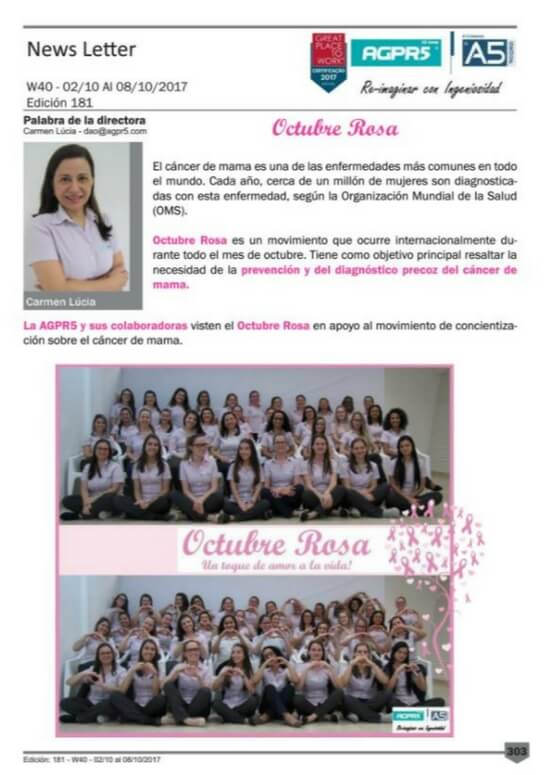 News Letter
W40 - 02/10 Al 08/10/2017
Edición 181
GREAT
PLACE
TO
WORK
CERTIFICAÇÃO
2017
AGPR5
A5
Re-imaginar con Ingeniosidad
Palabra de la directora
Carmen Lúcia - dao@agpr5.com
Octubre Rosa
El cáncer de mama es una de las enfermedades más comunes en todo
el mundo. Cada año, cerca de un millón de mujeres son diagnostica-
das con esta enfermedad, según la Organización Mundial de la Salud
(OMS).
Octubre Rosa es un movimiento que ocurre internacionalmente du-
rante todo el mes de octubre. Tiene como objetivo principal resaltar la
necesidad de la prevención y del diagnóstico precoz del cáncer de
mama.
Carmen Lúcia
La AGPR5 y sus colaboradoras visten el Octubre Rosa en apoyo al movimiento de concientiza-
ción sobre el cáncer de mama.
Octubre Rosa
Un toque de amor a la vida!
AGPR5
A5
Re-imaginar con Ingeniosidad
Edición: 181 - W40 - 02/10 al 08/10/2017
303